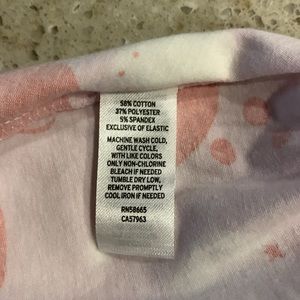 58% COTTON
37% POLYESTER
5% SPANDEX
EXCLUSIVE OF ELASTIC
MACHINE WASH COLD,
GENTLE CYCLE,
WITH LIKE COLORS
ONLY NON-CHLORINE
BLEACH IF NEEDED
TUMBLE DRY LOW,
REMOVE PROMPTLY
COOL IRON IF NEEDED
RN58665
CA57963